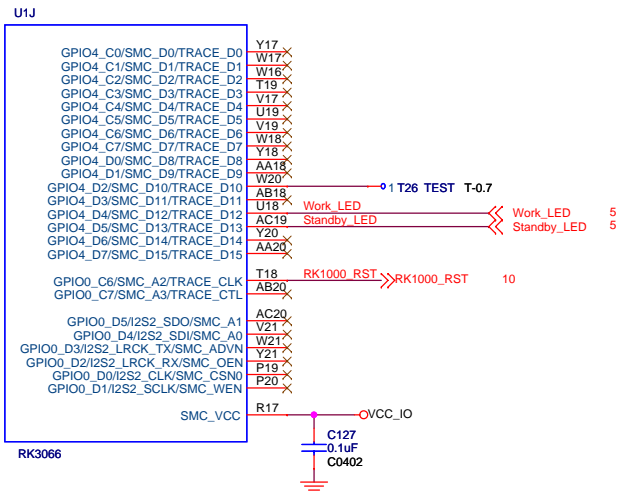 U1J
GPIO4_C0/SMC_D0/TRACE_D0 Y17
GPIO4_C1/SMC_D1/TRACE_D1 W17
GPIO4_C2/SMC_D2/TRACE_D2 W16
GPIO4_C3/SMC_D3/TRACE_D3 T19
GPIO4_C4/SMC_D4/TRACE_D4 V17
GPIO4_C5/SMC_D5/TRACE_D5 U19
GPIO4_C6/SMC_D6/TRACE_D6 V19
GPIO4_C7/SMC_D7/TRACE_D7 W18
GPIO4_D0/SMC_D8/TRACE_D8 Y18
GPIO4_D1/SMC_D9/TRACE_D9 AA18
GPIO4_D2/SMC_D10/TRACE_D10 W20 1 T26 TEST T-0.7
GPIO4_D3/SMC_D11/TRACE_D11 AB18
GPIO4_D4/SMC_D12/TRACE_D12 U18 Work_LED Work_LED 5
GPIO4_D5/SMC_D13/TRACE_D13 AC19 Standby_LED Standby_LED 5
GPIO4_D6/SMC_D14/TRACE_D14 Y20
GPIO4_D7/SMC_D15/TRACE_D15 AA20
GPIO0_C6/SMC_A2/TRACE_CLK T18 RK1000_RST RK1000_RST 10
GPIO0_C7/SMC_A3/TRACE_CTL AB20
GPIO0_D5/I2S2_SDO/SMC_A1 AC20
GPIO0_D4/I2S2_SDI/SMC_A0 V21
GPIO0_D3/I2S2_LRCK_TX/SMC_ADVN W21
GPIO0_D2/I2S2_LRCK_RX/SMC_OEN Y21
GPIO0_D0/I2S2_CLK/SMC_CSN0 P19
GPIO0_D1/I2S2_SCLK/SMC_WEN P20
SMC_VCC R17 VCC_IO
C127
0.1uF
C0402
RK3066